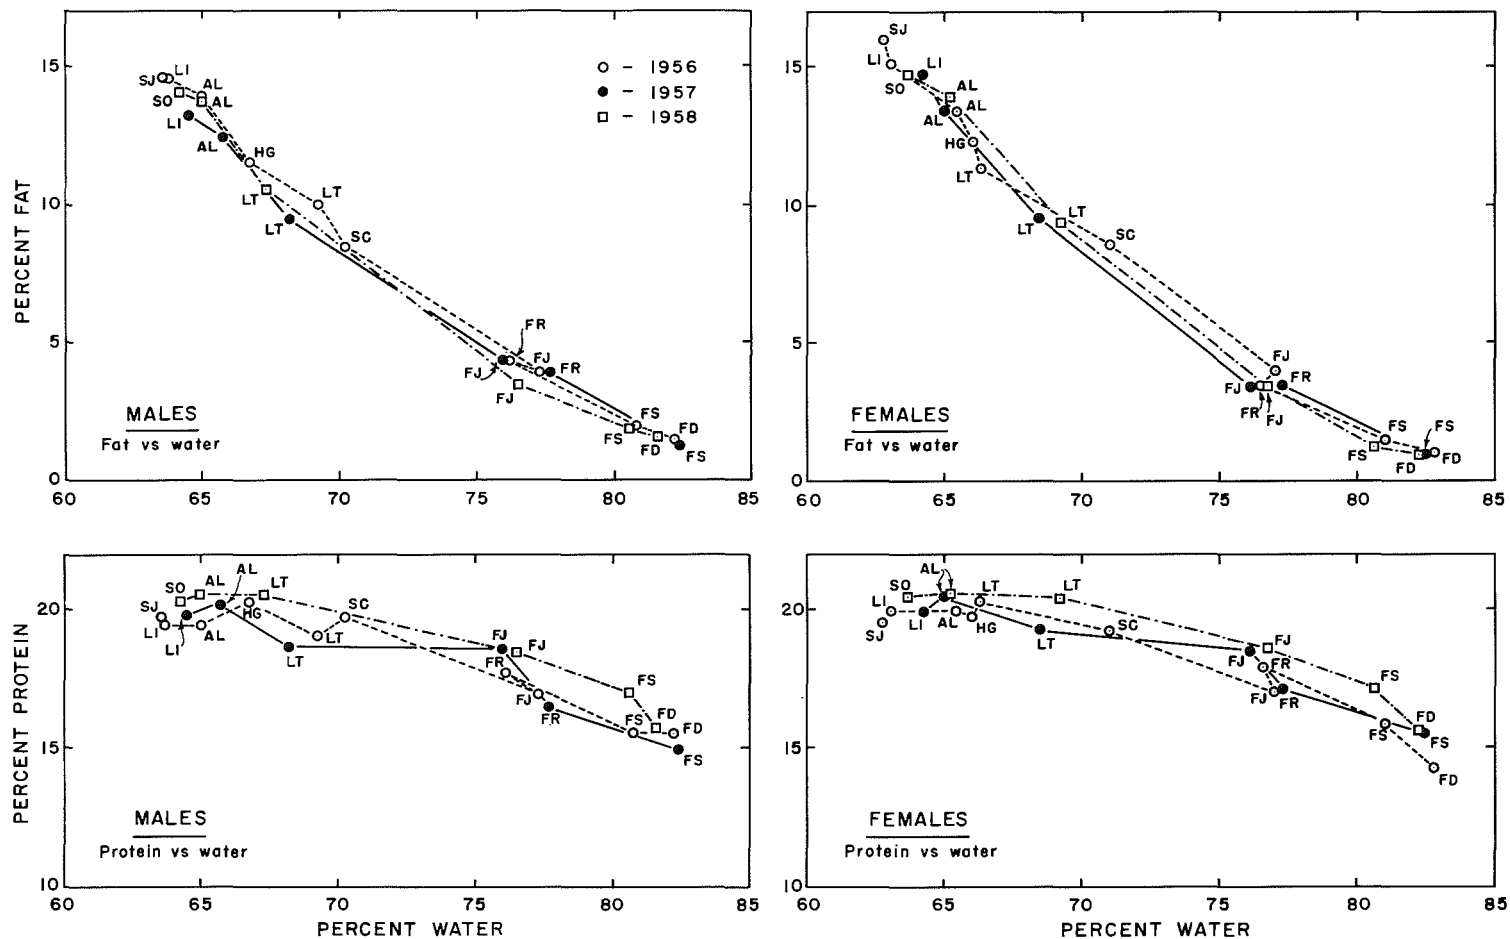 PERCENT FAT
15
10
5
0
60 65 70 75 80 85
SJ LI AL
SO AL
LI
AL
HG
LT
LT
LT
SC
FR
FJ
FJ FR
FJ
FS
FS FD
FD
FS
○ - 1956
● - 1957
□ - 1958
MALES
Fat vs water
15
10
5
0
60 65 70 75 80 85
SJ
LI LI
SO
AL
AL AL
HG
LT
LT
LT
SC
FJ
FJ FR
FR FJ
FS FS
FS
FD FD
FEMALES
Fat vs water
PERCENT PROTEIN
20
15
10
60 65 70 75 80 85
PERCENT WATER
SO AL AL LT
SJ SC
LI AL HG
LI LT
LT
FJ FJ
FR
FJ
FR
FS
FS FD
FD
FS
MALES
Protein vs water
20
15
10
60 65 70 75 80 85
PERCENT WATER
AL
SO LT LT
LI
SJ LI AL HG
SC
LT
FJ
FJ FR
FJ FR
FS
FD
FS FS
FD
FEMALES
Protein vs water